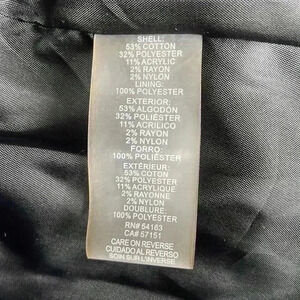 SHELL:
53% COTTON
32% POLYESTER
11% ACRYLIC
2% RAYON
2% NYLON
LINING:
100% POLYESTER
EXTERIOR:
53% ALGODÓN
32% POLIÉSTER
11% ACRILICO
2% RAYON
2% NYLON
FORRO:
100% POLIÉSTER
EXTÉRIEUR:
53% COTON
32% POLYESTER
11% ACRYLIQUE
2% RAYONNE
2% NYLON
DOUBLURE:
100% POLYESTER
RN# 54163
CA# 57151
CARE ON REVERSE
CUIDADO AL REVERSO
SOIN SUR L'INVERSE